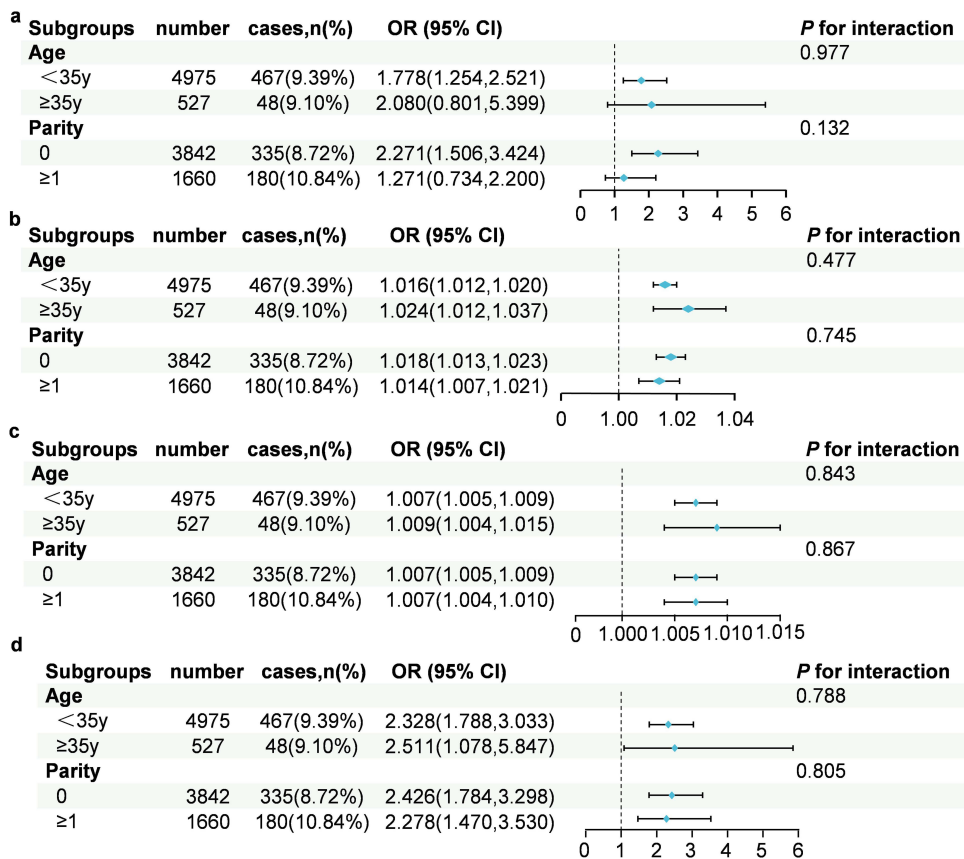 a
Subgroups number cases,n(%) OR (95% CI) P for interaction
Age 0.977
<35y 4975 467(9.39%) 1.778(1.254,2.521)
≥35y 527 48(9.10%) 2.080(0.801,5.399)
Parity 0.132
0 3842 335(8.72%) 2.271(1.506,3.424)
≥1 1660 180(10.84%) 1.271(0.734,2.200)
0 1 2 3 4 5 6
b
Subgroups number cases,n(%) OR (95% CI) P for interaction
Age 0.477
<35y 4975 467(9.39%) 1.016(1.012,1.020)
≥35y 527 48(9.10%) 1.024(1.012,1.037)
Parity 0.745
0 3842 335(8.72%) 1.018(1.013,1.023)
≥1 1660 180(10.84%) 1.014(1.007,1.021)
0 1.00 1.02 1.04
c
Subgroups number cases,n(%) OR (95% CI) P for interaction
Age 0.843
<35y 4975 467(9.39%) 1.007(1.005,1.009)
≥35y 527 48(9.10%) 1.009(1.004,1.015)
Parity 0.867
0 3842 335(8.72%) 1.007(1.005,1.009)
≥1 1660 180(10.84%) 1.007(1.004,1.010)
0 1.000 1.005 1.010 1.015
d
Subgroups number cases,n(%) OR (95% CI) P for interaction
Age 0.788
<35y 4975 467(9.39%) 2.328(1.788,3.033)
≥35y 527 48(9.10%) 2.511(1.078,5.847)
Parity 0.805
0 3842 335(8.72%) 2.426(1.784,3.298)
≥1 1660 180(10.84%) 2.278(1.470,3.530)
0 1 2 3 4 5 6